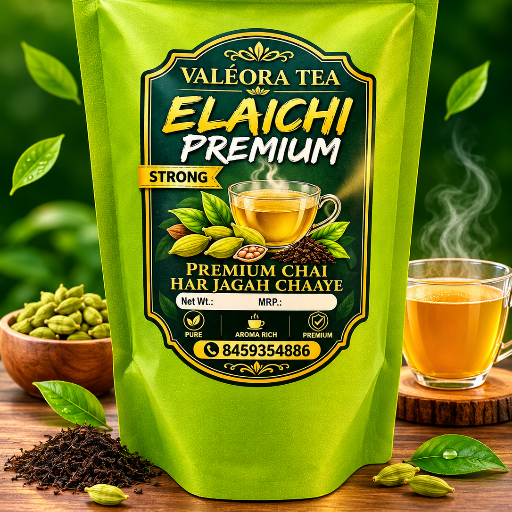 VALÉORA TEA
ELAICHI
PREMIUM
STRONG
PREMIUM CHAI
HAR JAGAH CHAAYE
Net Wt.: MRP.:
PURE AROMA RICH PREMIUM
8459354886